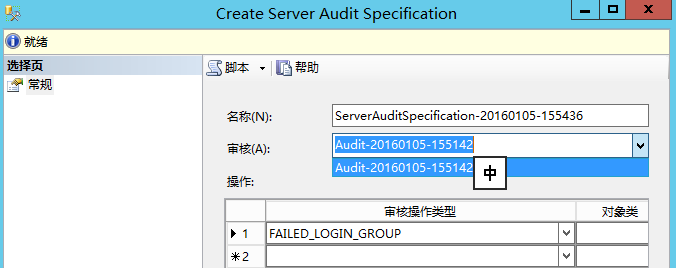 Create Server Audit Specification
就绪
选择页
常规
脚本
帮助
名称(N):
ServerAuditSpecification-20160105-155436
审核(A):
Audit-20160105-155142
Audit-20160105-155142
中
操作:
审核操作类型
对象类
1
FAILED_LOGIN_GROUP
2